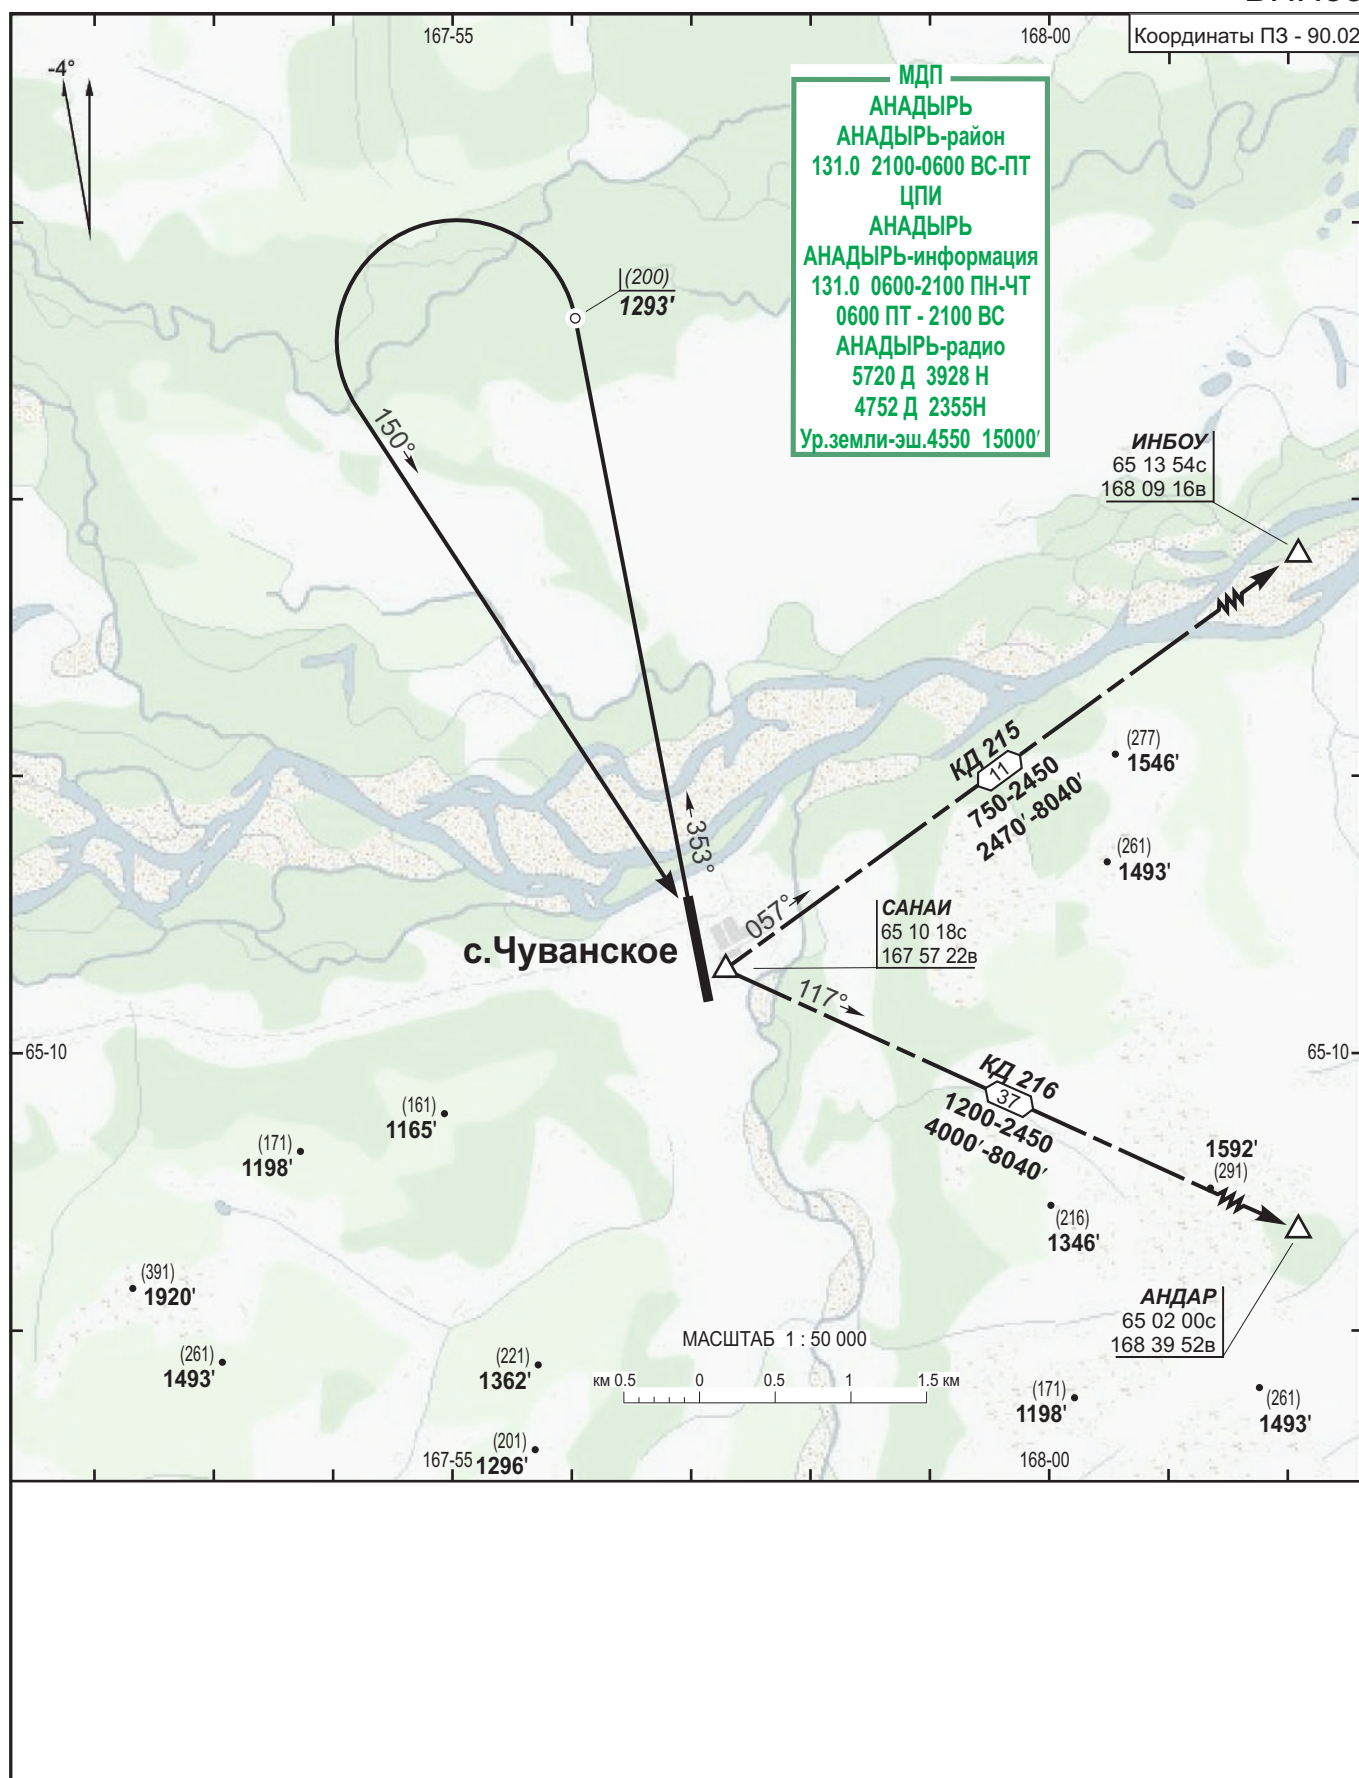 167-55
168-00
Координаты ПЗ - 90.02
-4°
МДП
АНАДЫРЬ
АНАДЫРЬ-район
131.0 2100-0600 ВС-ПТ
ЦПИ
АНАДЫРЬ
АНАДЫРЬ-информация
131.0 0600-2100 ПН-ЧТ
0600 ПТ - 2100 ВС
АНАДЫРЬ-радио
5720 Д 3928 Н
4752 Д 2355Н
Ур.земли-эш.4550 15000'
(200)
1293'
150°
ИНБОУ
65 13 54с
168 09 16в
КД 215
11
750-2450
2470'-8040'
(277)
1546'
(261)
1493'
353°
057°
САНАИ
65 10 18с
167 57 22в
с.Чуванское
117°
65-10
65-10
КД 216
37
1200-2450
4000'-8040'
(161)
1165'
(171)
1198'
1592'
(291)
(216)
1346'
(391)
1920'
АНДАР
65 02 00с
168 39 52в
МАСШТАБ 1 : 50 000
км 0.5 0 0.5 1 1.5 км
(261)
1493'
(221)
1362'
(171)
1198'
(261)
1493'
(201)
1296'
167-55
168-00